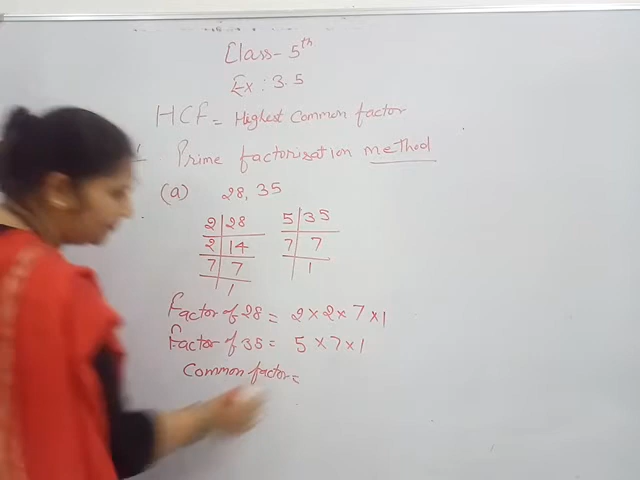 Class - 5th
Ex : 3.5
HCF = Highest Common factor
Prime factorization method
(a) 28, 35
2 28 5 35
2 14 7 7
7 7 1
1
Factor of 28 = 2 × 2 × 7 × 1
Factor of 35 = 5 × 7 × 1
Common factor =